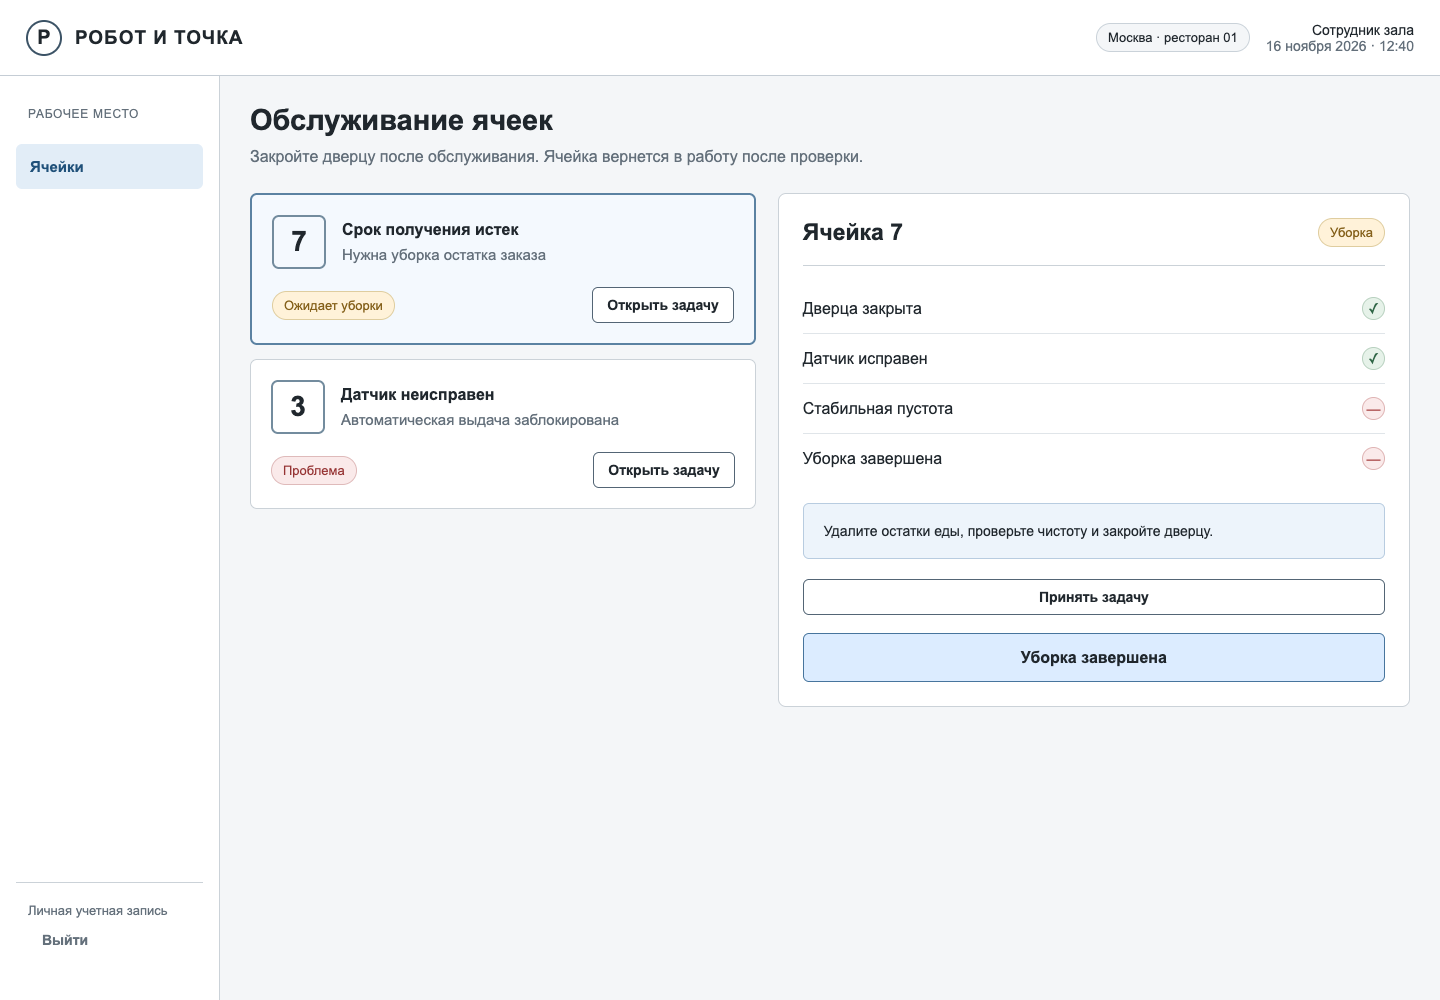 Р РОБОТ И ТОЧКА
Москва · ресторан 01
Сотрудник зала
16 ноября 2026 · 12:40
РАБОЧЕЕ МЕСТО
Ячейки
Личная учетная запись
Выйти
Обслуживание ячеек
Закройте дверцу после обслуживания. Ячейка вернется в работу после проверки.
7
Срок получения истек
Нужна уборка остатка заказа
Ожидает уборки
Открыть задачу
3
Датчик неисправен
Автоматическая выдача заблокирована
Проблема
Открыть задачу
Ячейка 7
Уборка
Дверца закрыта ✓
Датчик исправен ✓
Стабильная пустота —
Уборка завершена —
Удалите остатки еды, проверьте чистоту и закройте дверцу.
Принять задачу
Уборка завершена